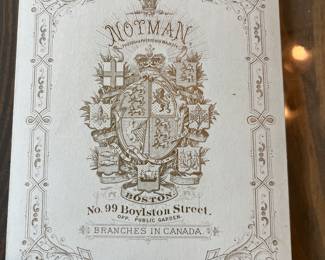 NOTMAN
BOSTON
No. 99 Boylston Street.
OPP. PUBLIC GARDEN.
BRANCHES IN CANADA.